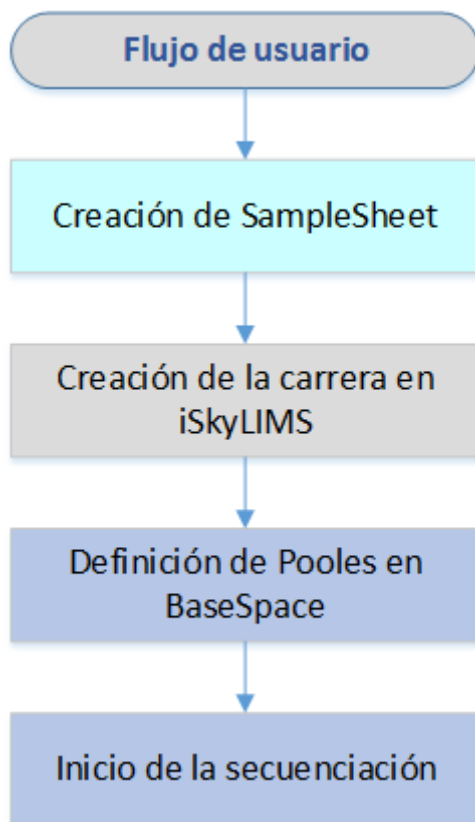 Flujo de usuario
Creación de SampleSheet
Creación de la carrera en
iSkyLIMS
Definición de Pooles en
BaseSpace
Inicio de la secuenciación